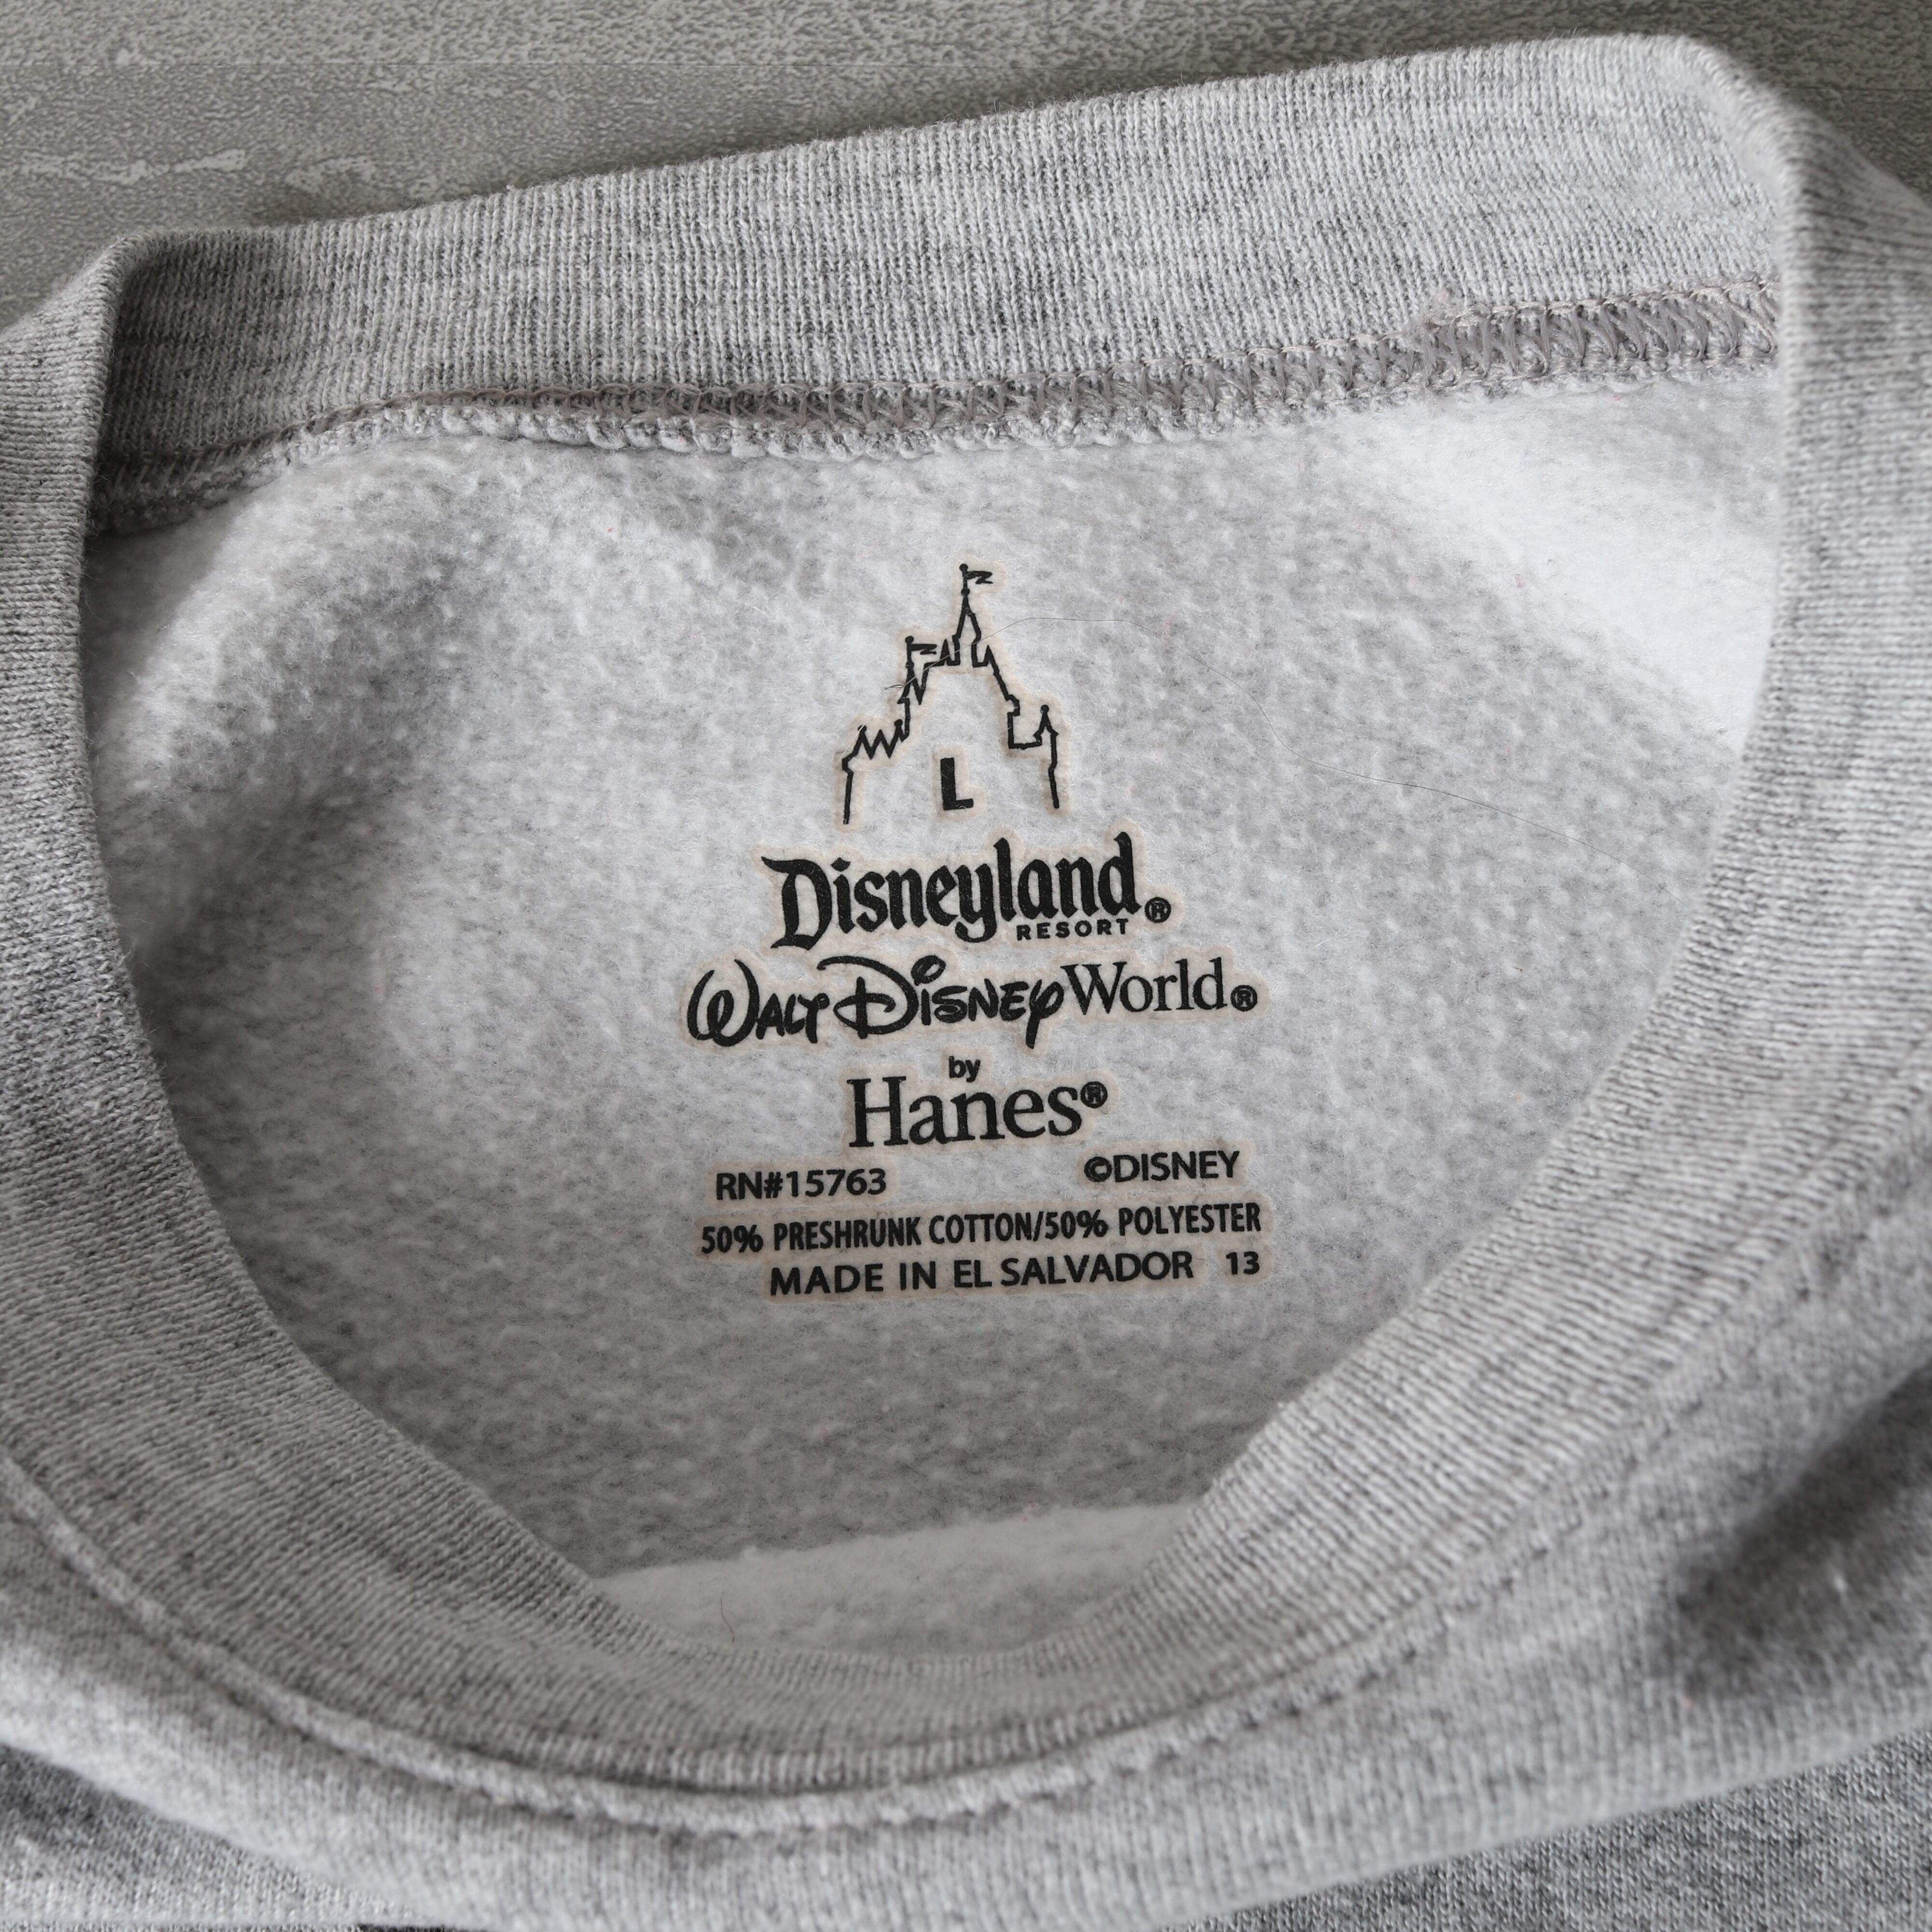 L
Disneyland®
RESORT
WALT DISNEY World®
by
Hanes®
RN#15763 ©DISNEY
50% PRESHRUNK COTTON/50% POLYESTER
MADE IN EL SALVADOR 13